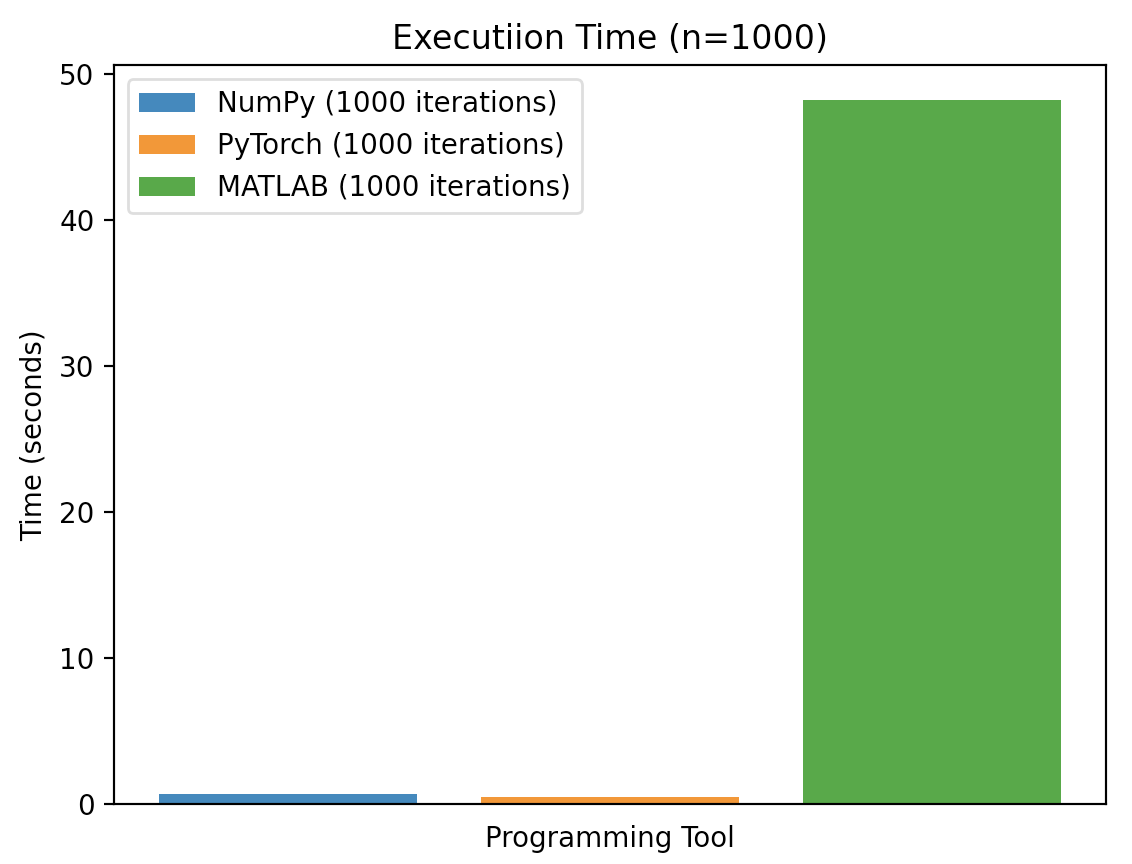 Executiion Time (n=1000)
NumPy (1000 iterations)
PyTorch (1000 iterations)
MATLAB (1000 iterations)
Time (seconds)
50
40
30
20
10
0
Programming Tool